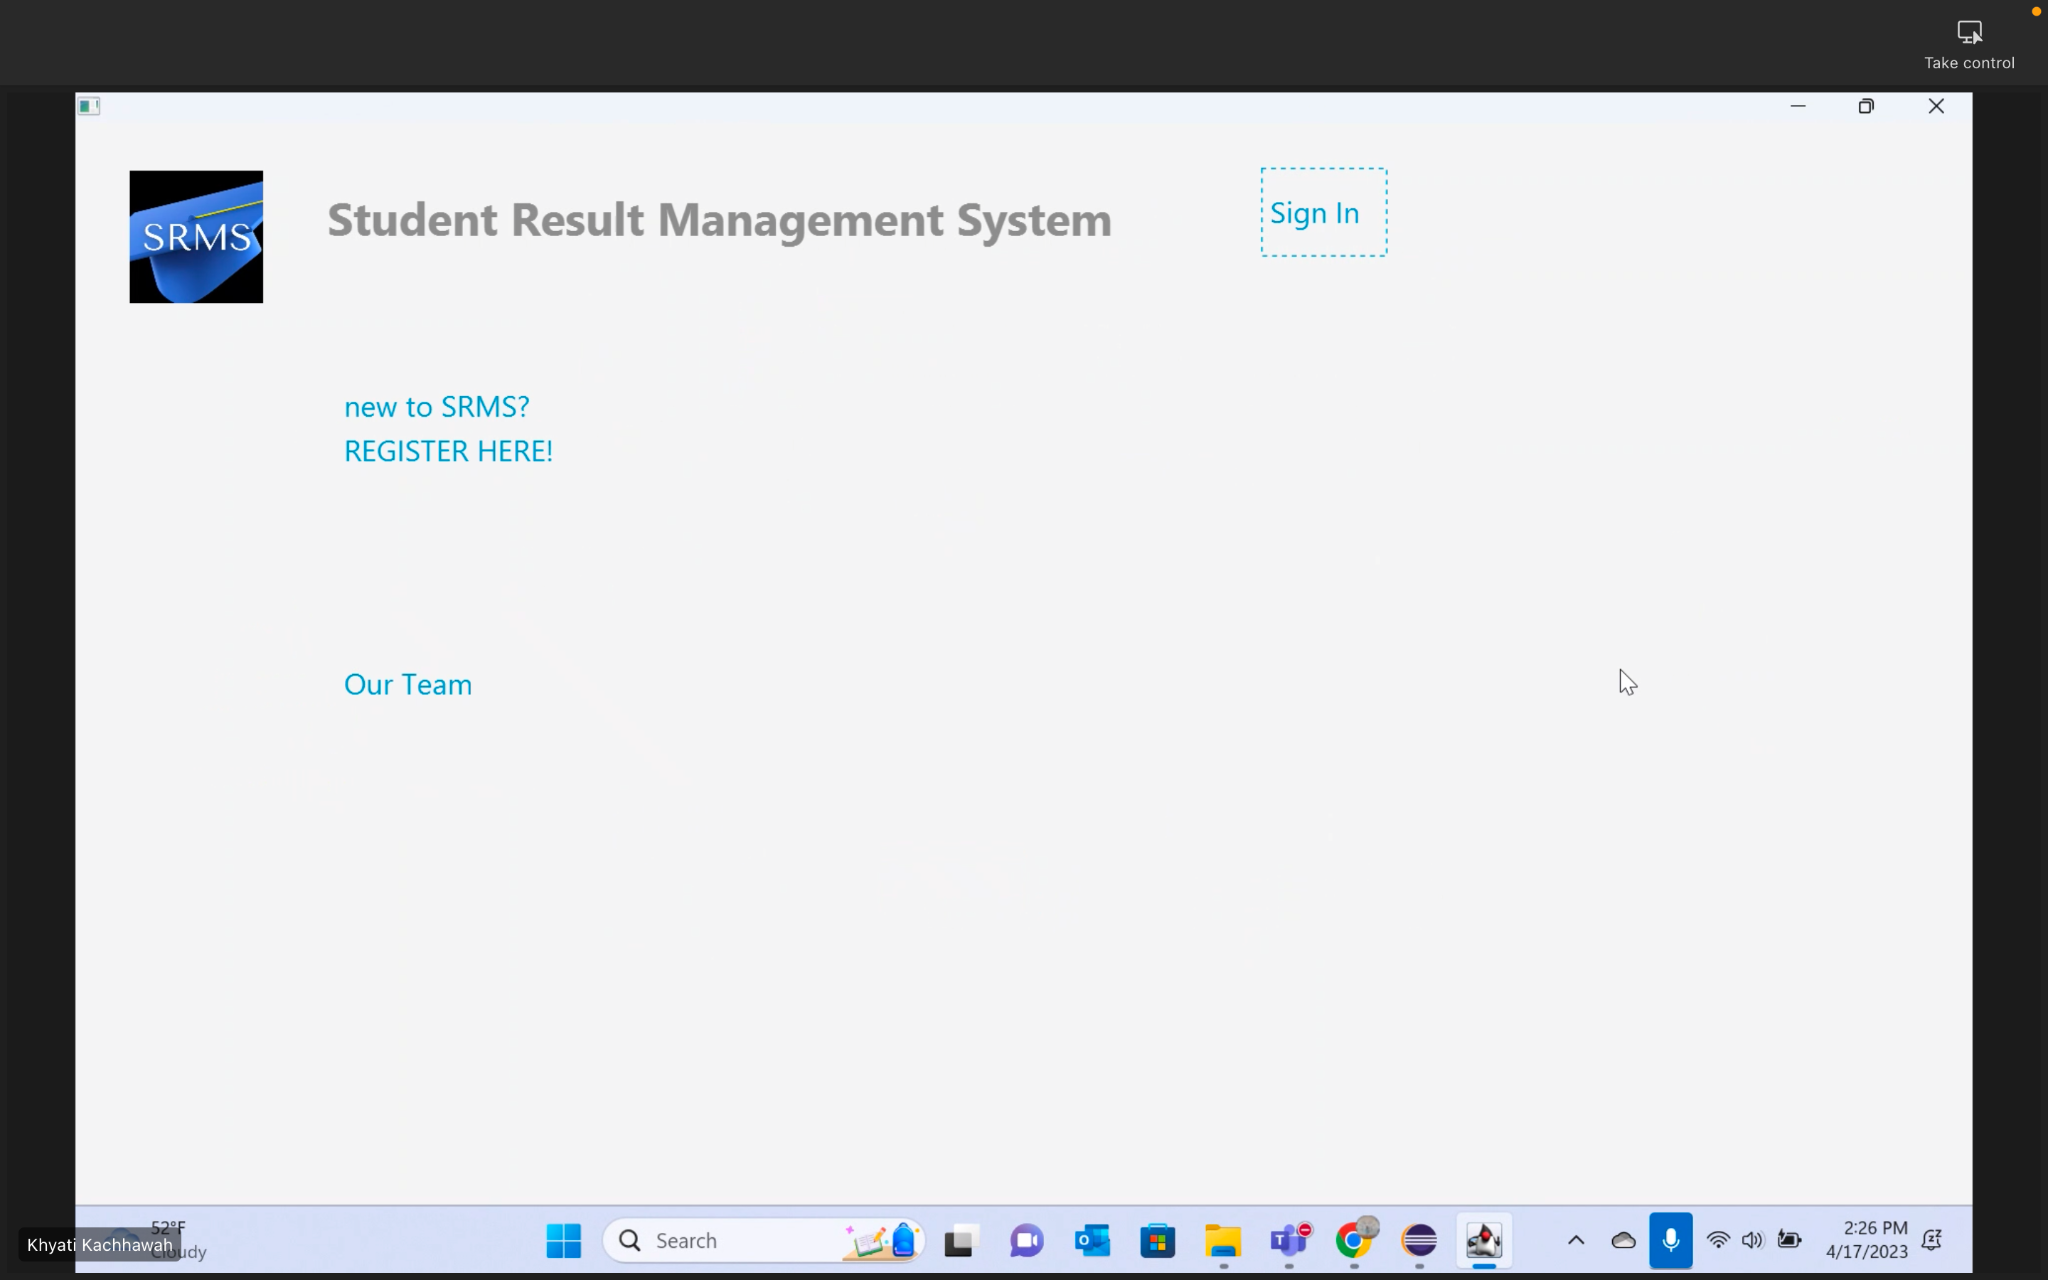 Take control
SRMS
Student Result Management System
Sign In
new to SRMS?
REGISTER HERE!
Our Team
52°F
Cloudy
Khyati Kachhawah
Search
2:26 PM
4/17/2023